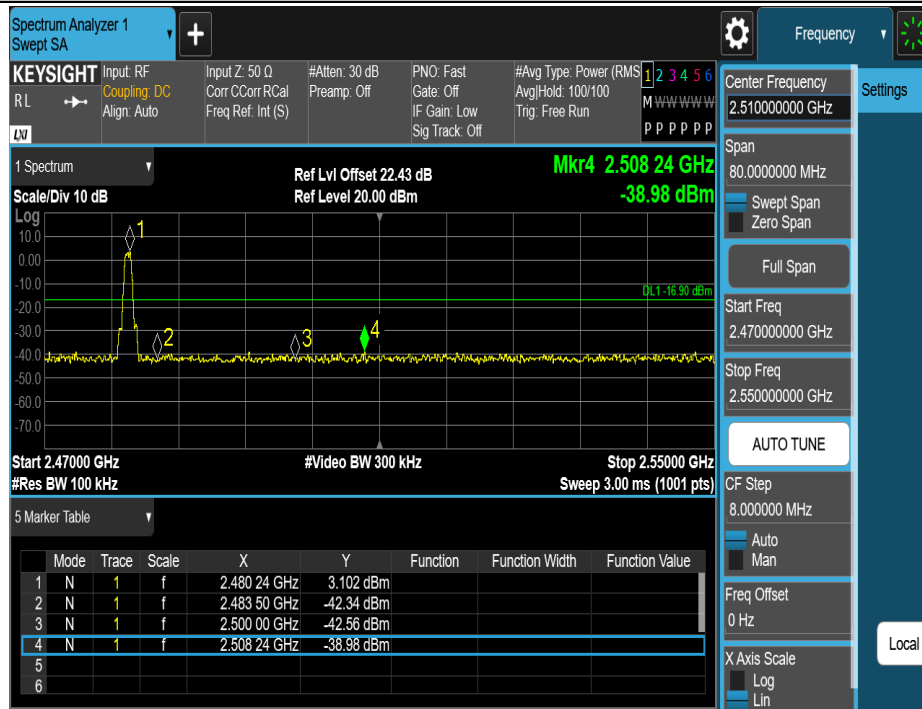 Spectrum Analyzer 1
Swept SA
+
Frequency
KEYSIGHT
RL
LXI
Input: RF
Coupling: DC
Align: Auto
Input Z: 50 Ω
Corr CCorr RCal
Freq Ref: Int (S)
#Atten: 30 dB
Preamp: Off
PNO: Fast
Gate: Off
IF Gain: Low
Sig Track: Off
#Avg Type: Power (RMS
Avg|Hold: 100/100
Trig: Free Run
1 2 3 4 5 6
M W W W W W
P P P P P P
Center Frequency
2.510000000 GHz
Settings
1 Spectrum
Scale/Div 10 dB
Ref Lvl Offset 22.43 dB
Ref Level 20.00 dBm
Mkr4 2.508 24 GHz
-38.98 dBm
Log
10.0
0.00
-10.0
-20.0
-30.0
-40.0
-50.0
-60.0
-70.0
1
2
3
4
DL1 -16.90 dBm
Start 2.47000 GHz
#Res BW 100 kHz
#Video BW 300 kHz
Stop 2.55000 GHz
Sweep 3.00 ms (1001 pts)
Span
80.0000000 MHz
Swept Span
Zero Span
Full Span
Start Freq
2.470000000 GHz
Stop Freq
2.550000000 GHz
AUTO TUNE
CF Step
8.000000 MHz
Auto
Man
Freq Offset
0 Hz
X Axis Scale
Log
Lin
Local
5 Marker Table
Mode Trace Scale X Y Function Function Width Function Value
1 N 1 f 2.480 24 GHz 3.102 dBm
2 N 1 f 2.483 50 GHz -42.34 dBm
3 N 1 f 2.500 00 GHz -42.56 dBm
4 N 1 f 2.508 24 GHz -38.98 dBm
5
6